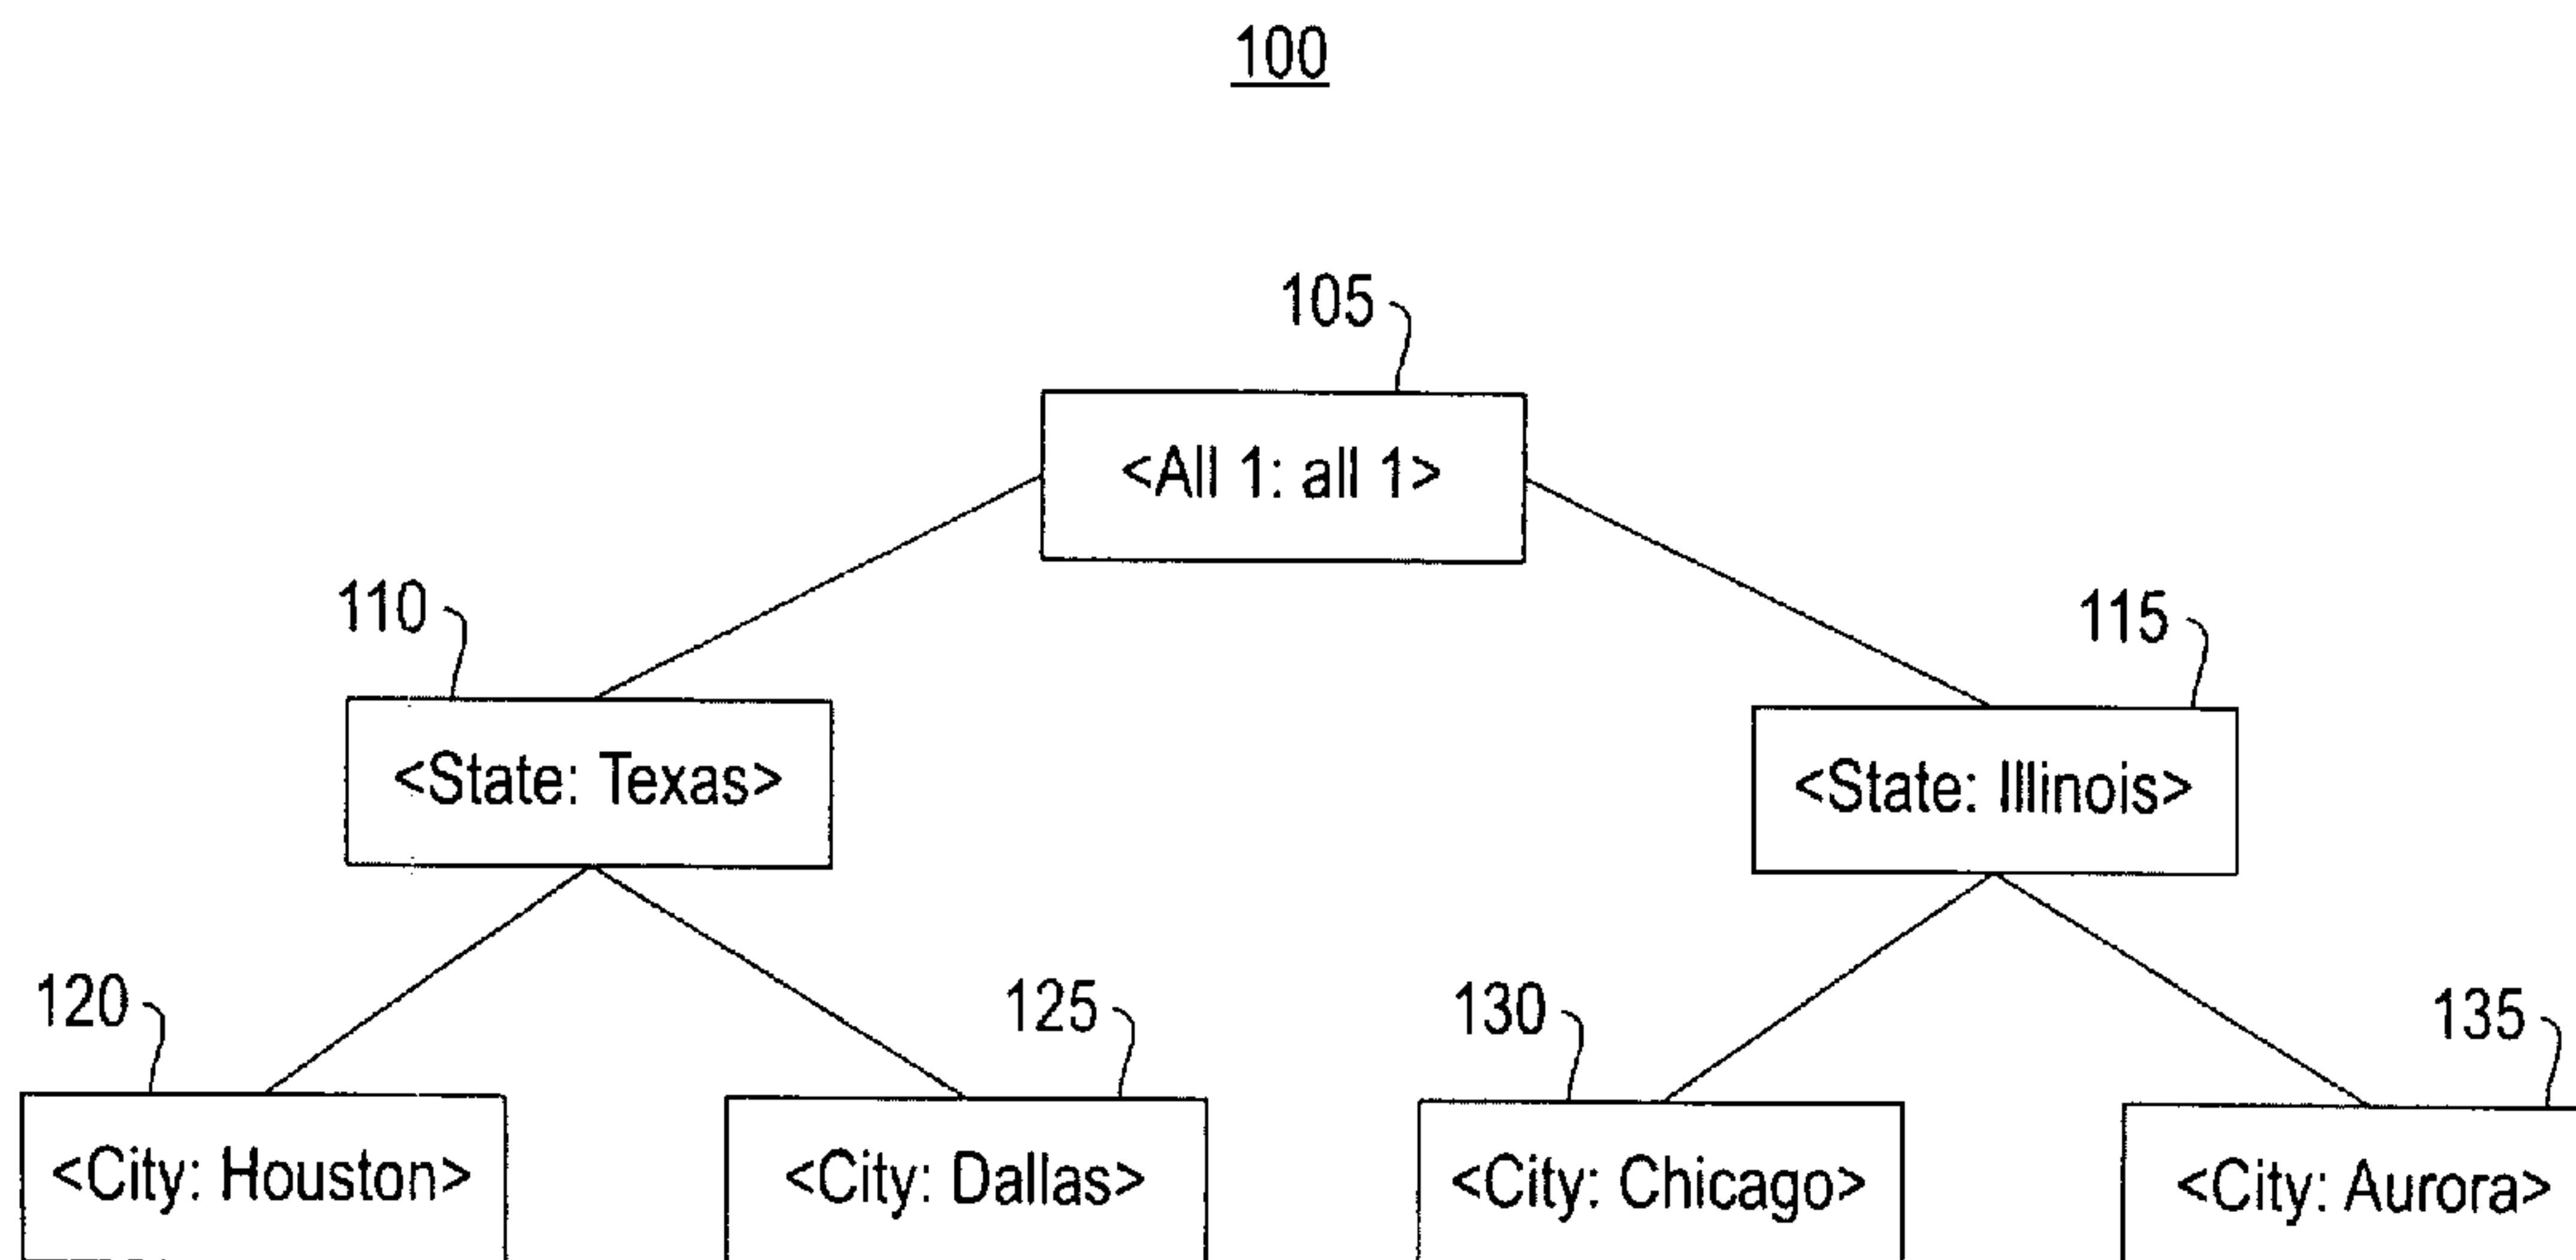 100
105
<All 1: all 1>
110
115
<State: Texas>
<State: Illinois>
120
125
130
135
<City: Houston>
<City: Dallas>
<City: Chicago>
<City: Aurora>